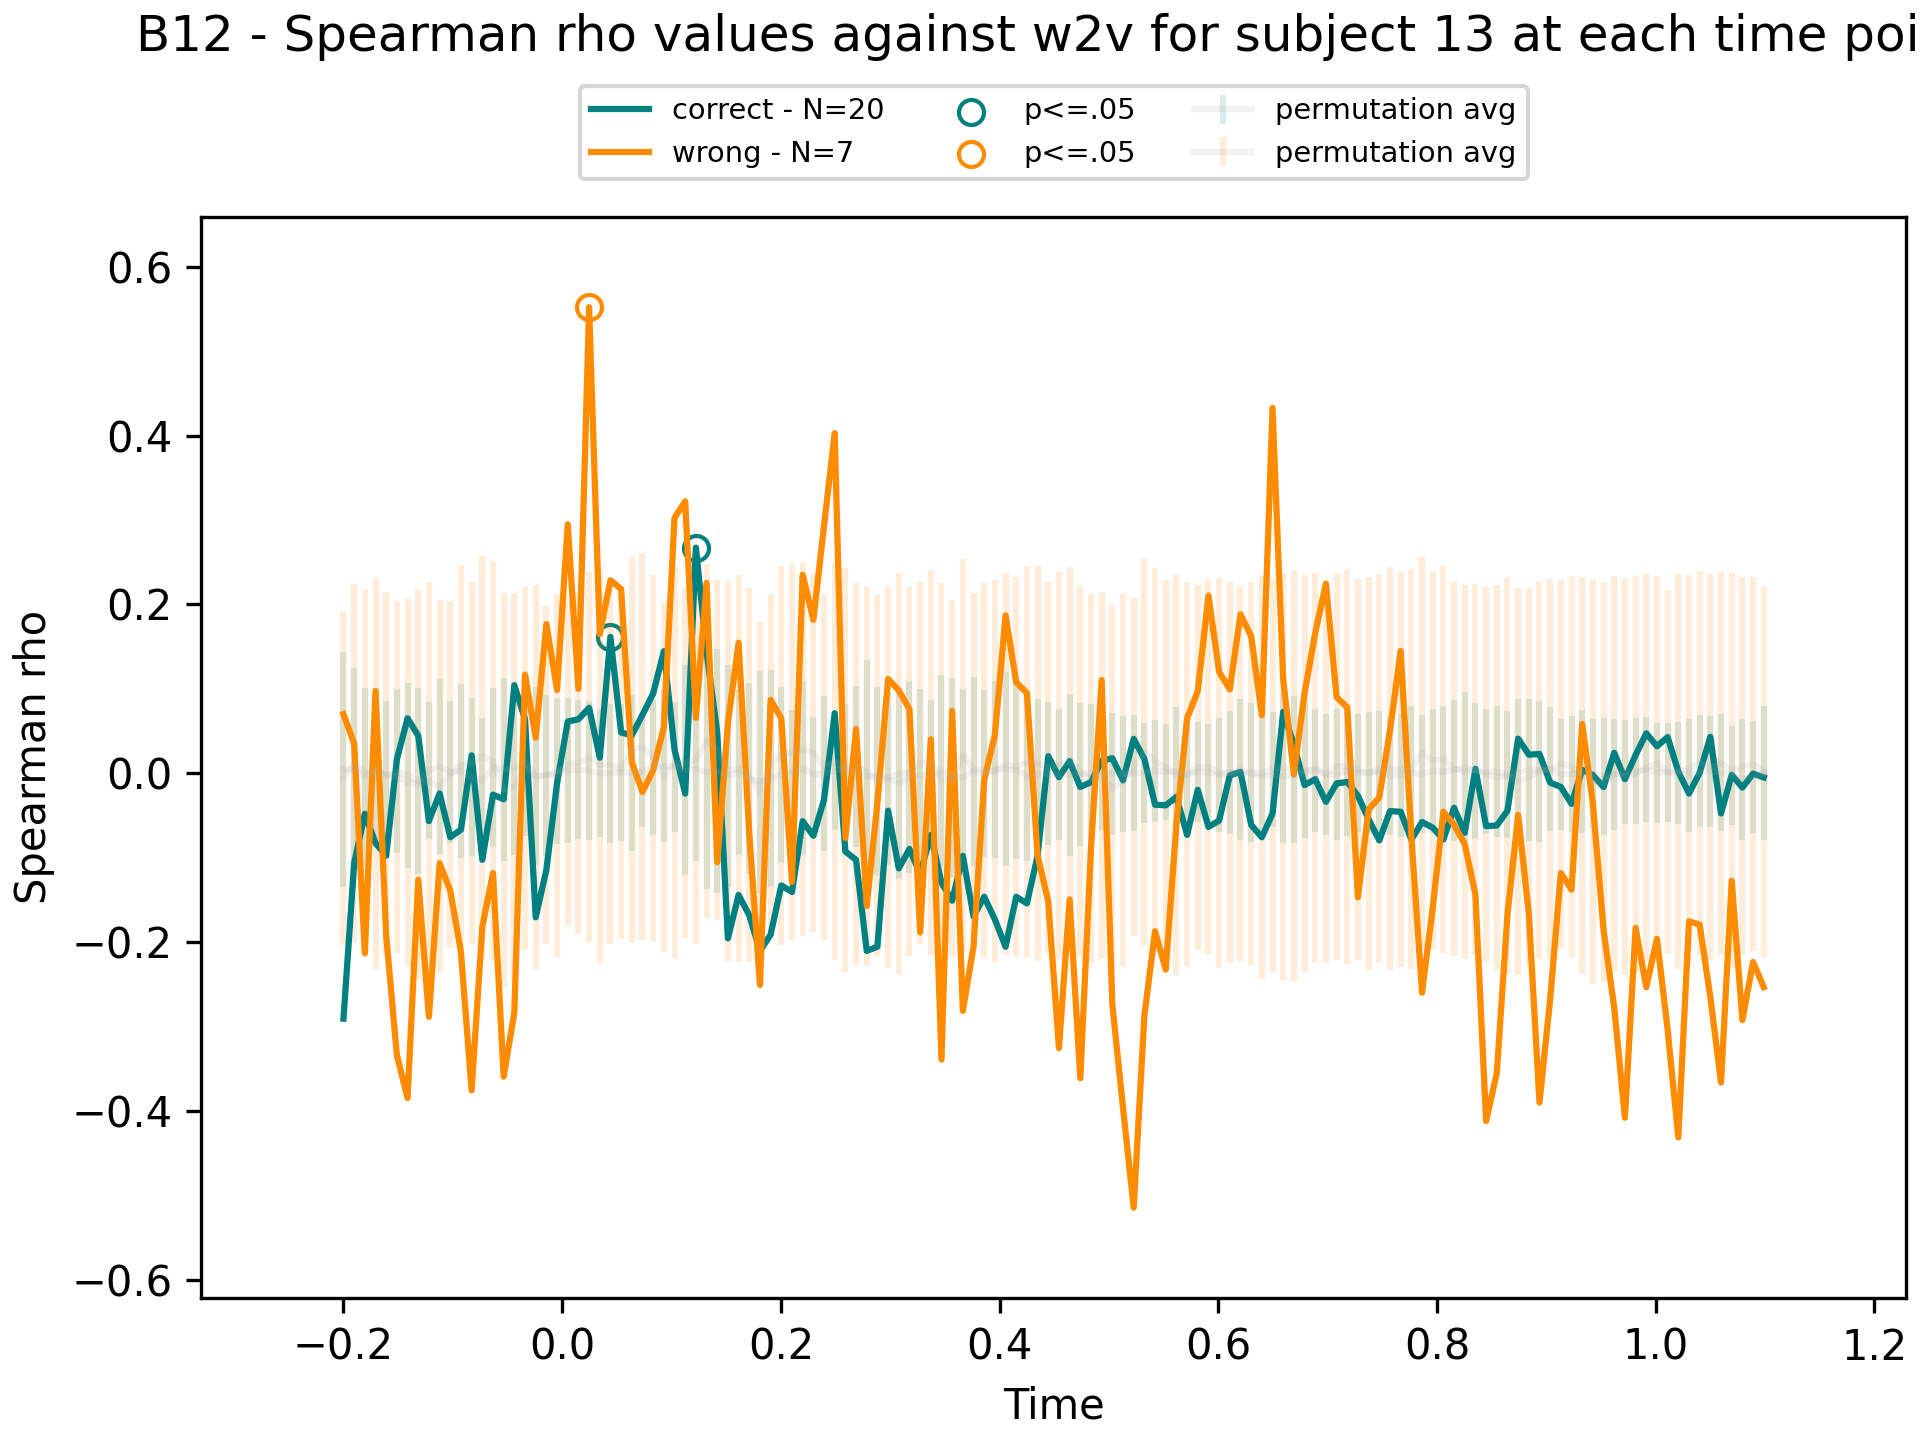 B12 - Spearman rho values against w2v for subject 13 at each time poi
correct - N=20
wrong - N=7
p<=.05
p<=.05
permutation avg
permutation avg
Spearman rho
0.6
0.4
0.2
0.0
−0.2
−0.4
−0.6
−0.2 0.0 0.2 0.4 0.6 0.8 1.0 1.2
Time